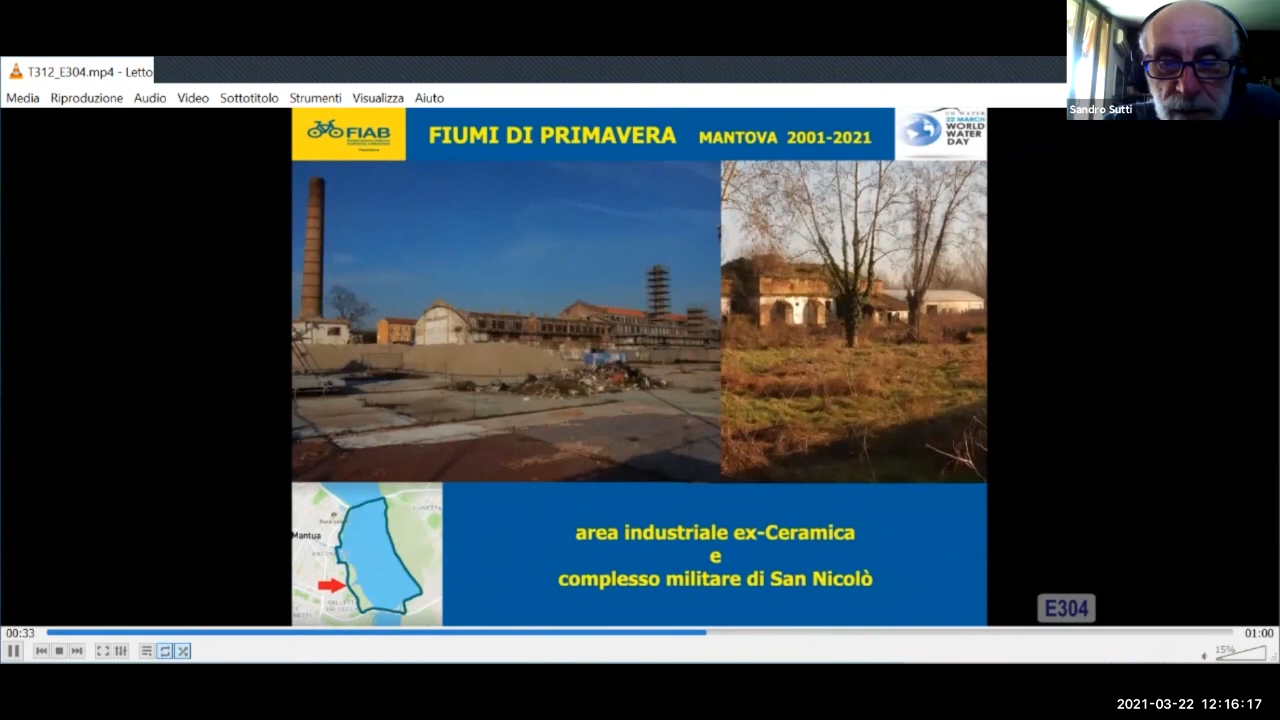 T312_E304.mp4 - Letto
Media Riproduzione Audio Video Sottotitolo Strumenti Visualizza Aiuto
Sandro Sutti
FIAB
FIUMI DI PRIMAVERA MANTOVA 2001-2021
UN WATER
22 MARCH
WORLD
WATER
DAY
Mantua
area industriale ex-Ceramica
e
complesso militare di San Nicolò
E304
00:33
01:00
15%
2021-03-22 12:16:17